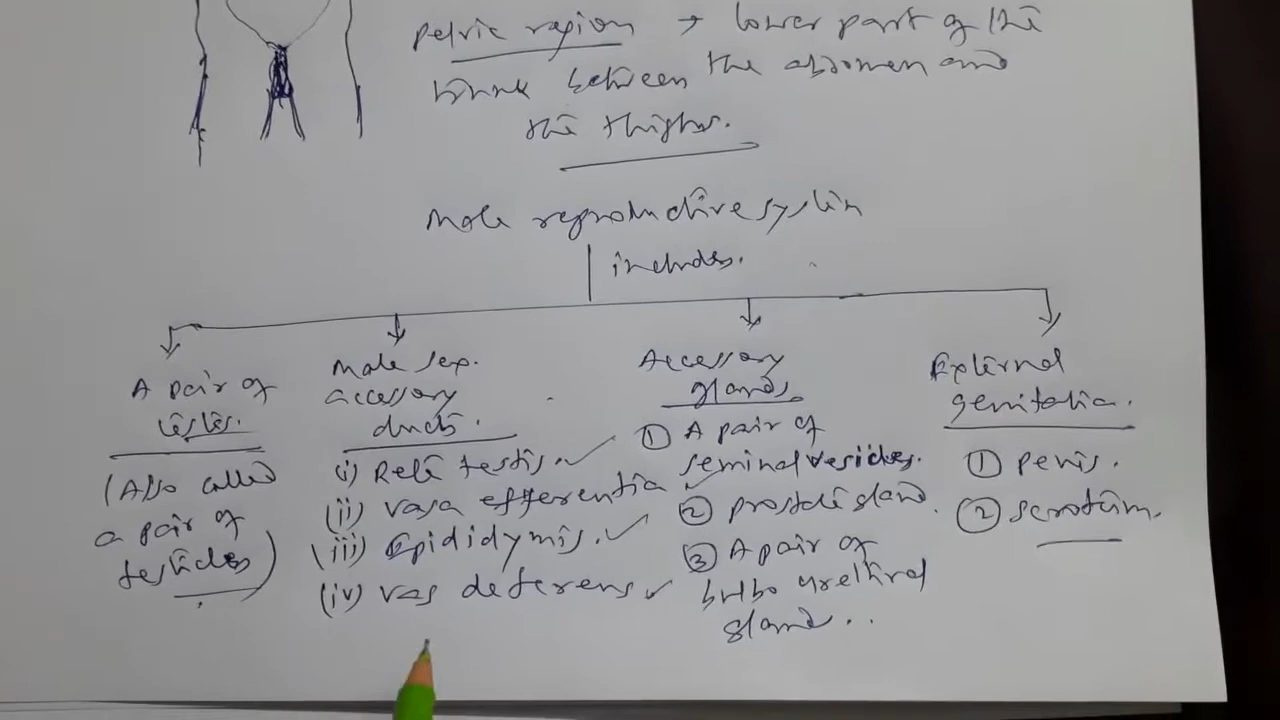 Pelvic region → lower part of the
trunk between the abdomen and
the thighs.
Male reproductive system
includes.
A pair of
testes.
(Also called
a pair of
testicles)
Male sex.
accessory
ducts.
(i) Rete testis.
(ii) vasa efferentia
(iii) Epididymis.
(iv) vas deferens
Accessory
glands.
① A pair of
seminal vesicles.
② prostate gland.
③ A pair of
bulbo urethral
gland..
External
genitalia.
① penis.
② scrotum.